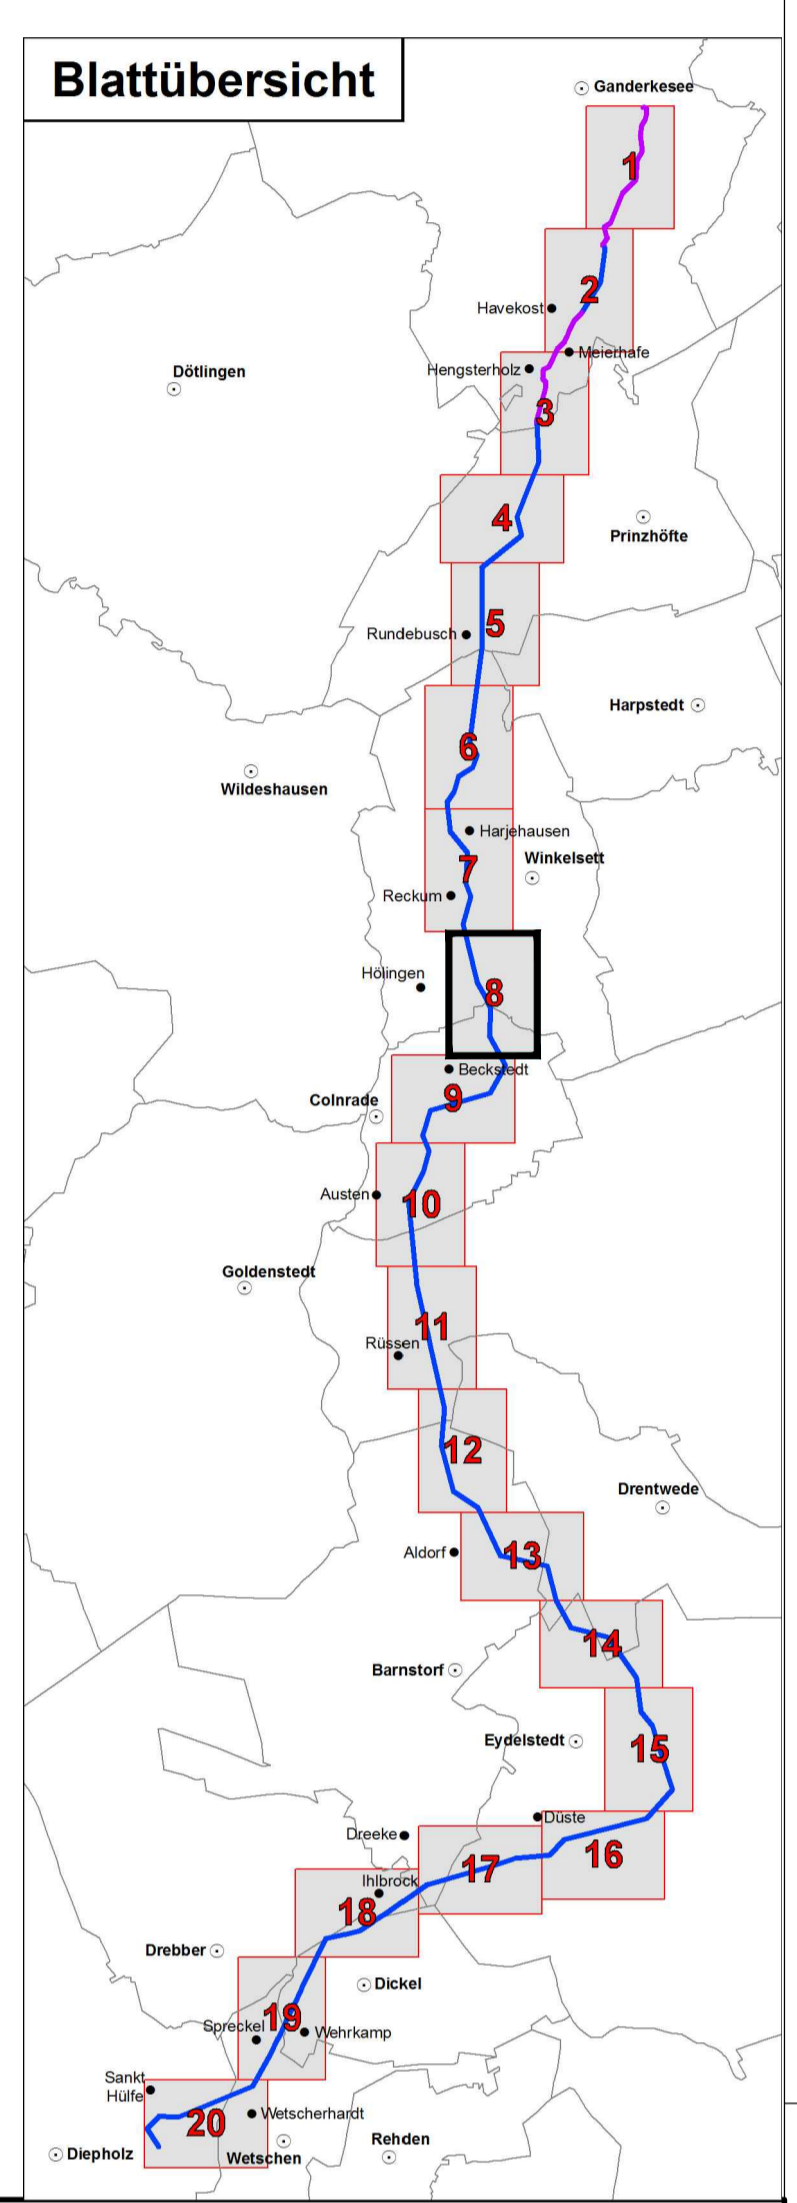 Blattübersicht
Ganderkesee
1
2
Havekost
Meierhafe
Hengsterholz
Dötlingen
3
4
Prinzhöfte
5
Rundebusch
Harpstedt
6
Wildeshausen
Harjehausen
Winkelsett
7
Reckum
Hölingen
8
Beckstedt
9
Colnrade
Austen
10
Goldenstedt
11
Rüssen
12
Drentwede
Aldorf
13
14
Barnstorf
Eydelstedt
15
Düste
Dreeke
16
17
Ihlbrock
18
Drebber
Dickel
19
Spreckel
Wehrkamp
Sankt
Hülfe
Wetscherhardt
20
Diepholz
Wetschen
Rehden